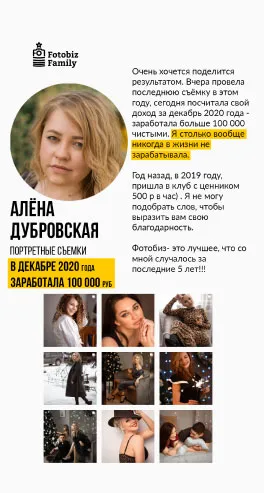 Fotobiz
Family
Очень хочется поделится
результатом. Вчера провела
последнюю съёмку в этом
году, сегодня посчитала свой
доход за декабрь 2020 года -
заработала больше 100 000
чистыми. Я столько вообще
никогда в жизни не
зарабатывала.
Год назад, в 2019 году,
пришла в клуб с ценником
500 р в час) . Я не могу
подобрать слов, чтобы
выразить вам свою
благодарность.
Фотобиз- это лучшее, что со
мной случалось за
последние 5 лет!!!
АЛЁНА
ДУБРОВСКАЯ
ПОРТРЕТНЫЕ СЪЕМКИ
В ДЕКАБРЕ 2020 ГОДА
ЗАРАБОТАЛА 100 000 РУБ